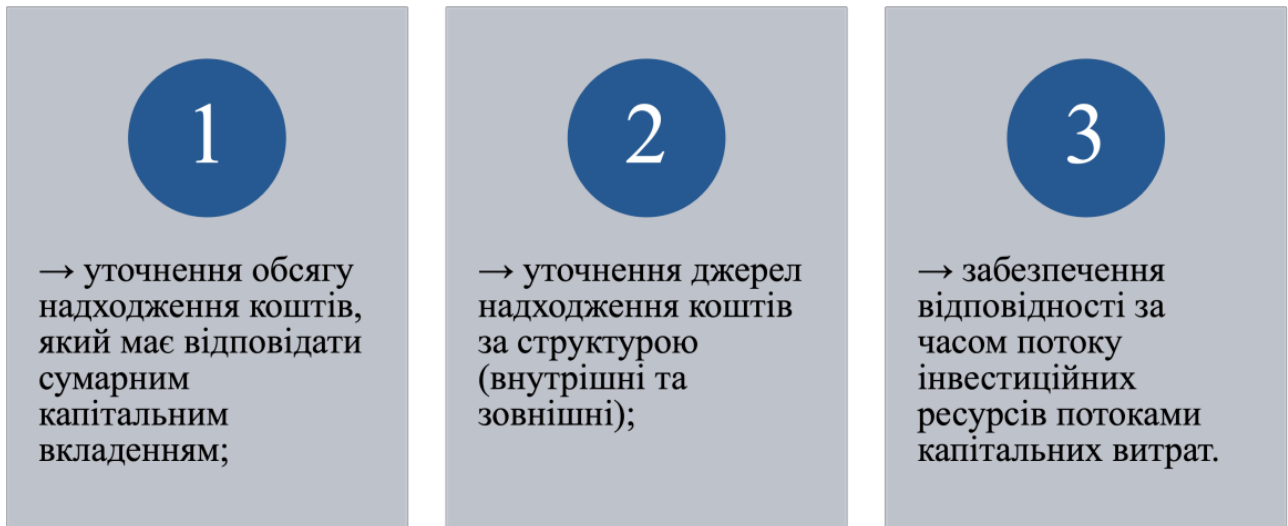 1
→ уточнення обсягу
надходження коштів,
який має відповідати
сумарним
капітальним
вкладенням;
2
→ уточнення джерел
надходження коштів
за структурою
(внутрішні та
зовнішні);
3
→ забезпечення
відповідності за
часом потоку
інвестиційних
ресурсів потоками
капітальних витрат.